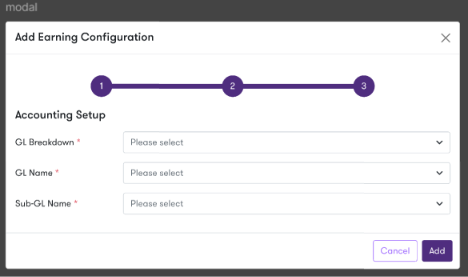 modal
Add Earning Configuration
1 2 3
Accounting Setup
GL Breakdown * Please select
GL Name * Please select
Sub-GL Name * Please select
Cancel Add